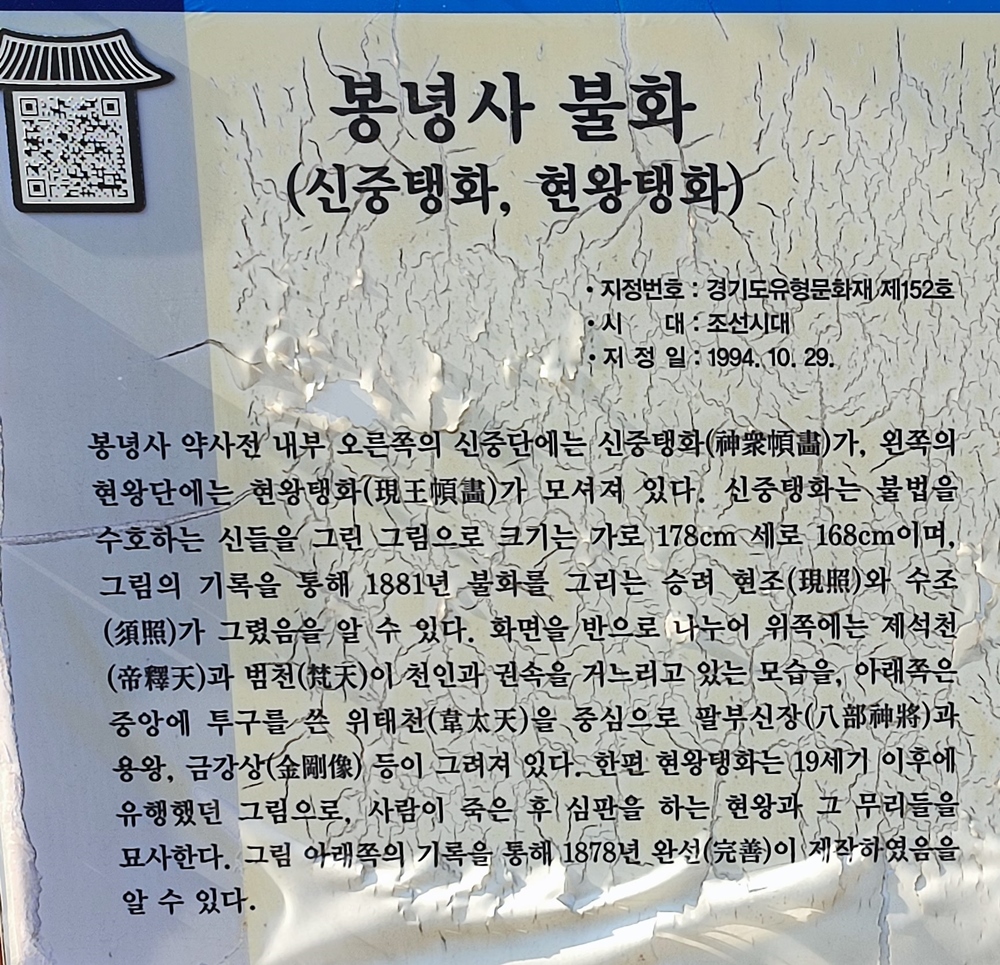 봉녕사 불화
(신중탱화, 현왕탱화)
• 지정번호 : 경기도유형문화재 제152호
• 시 대 : 조선시대
• 지 정 일 : 1994. 10. 29.
봉녕사 약사전 내부 오른쪽의 신중단에는 신중탱화(神衆幀畵)가, 왼쪽의
현왕단에는 현왕탱화(現王幀畵)가 모셔져 있다. 신중탱화는 불법을
수호하는 신들을 그린 그림으로 크기는 가로 178cm 세로 168cm이며,
그림의 기록을 통해 1881년 불화를 그리는 승려 현조(現照)와 수조
(須照)가 그렸음을 알 수 있다. 화면을 반으로 나누어 위쪽에는 제석천
(帝釋天)과 범천(梵天)이 천인과 권속을 거느리고 있는 모습을, 아래쪽은
중앙에 투구를 쓴 위태천(韋太天)을 중심으로 팔부신장(八部神將)과
용왕, 금강상(金剛像) 등이 그려져 있다. 한편 현왕탱화는 19세기 이후에
유행했던 그림으로, 사람이 죽은 후 심판을 하는 현왕과 그 무리들을
묘사한다. 그림 아래쪽의 기록을 통해 1878년 완선(完善)이 제작하였음을
알 수 있다.